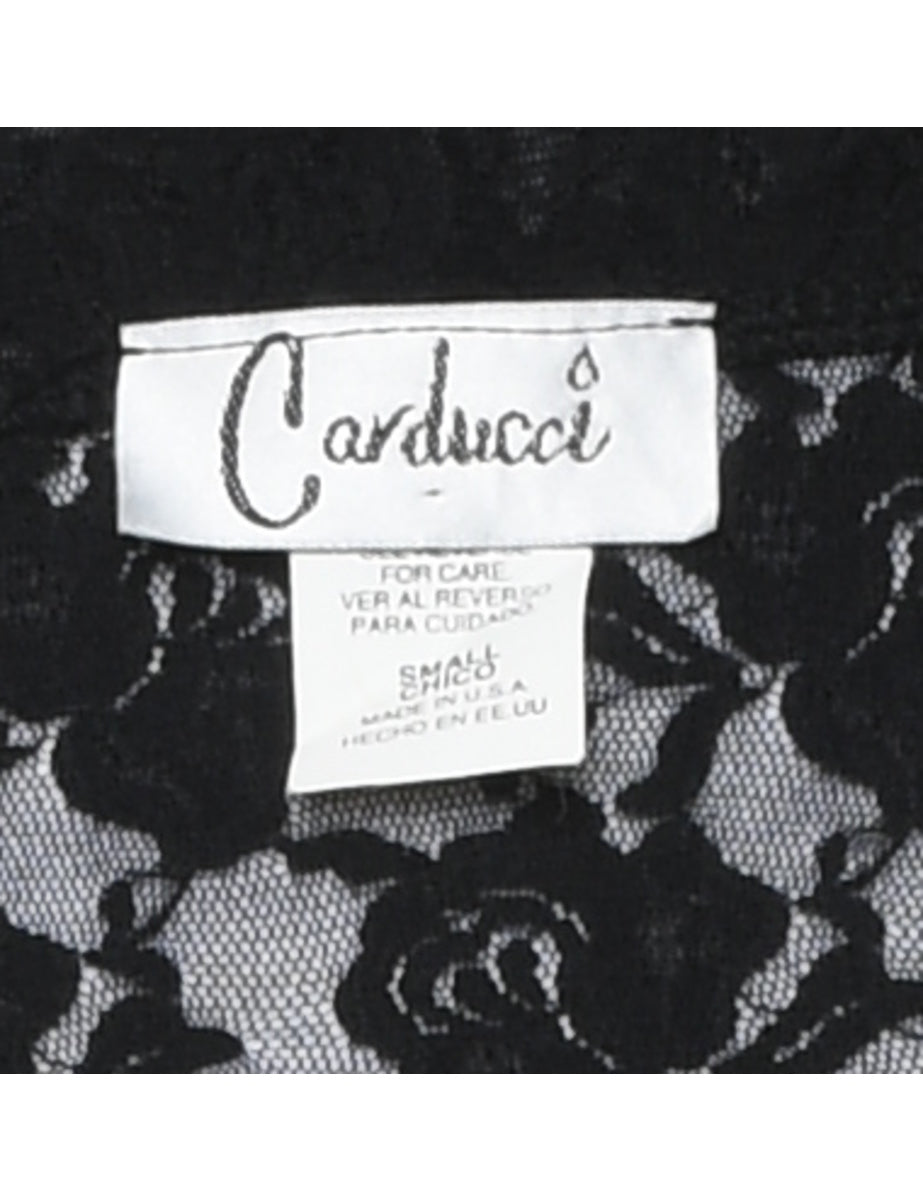 Carducci
FOR CARE
VER AL REVERSO
PARA CUIDADO
SMALL
CHICO
MADE IN U.S.A
HECHO EN EE.UU